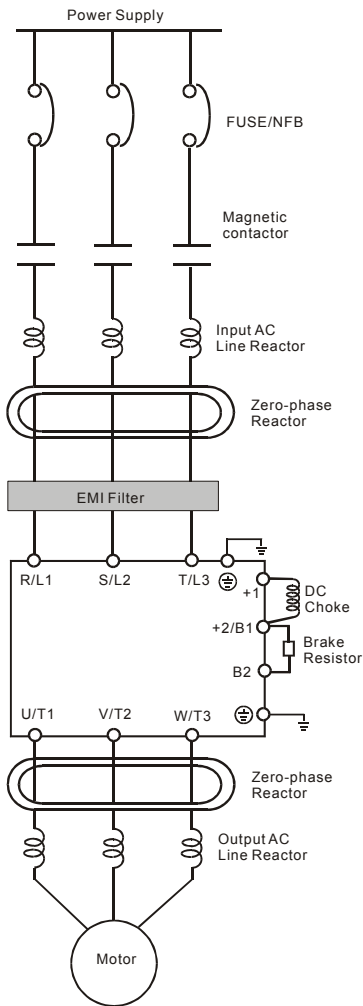 Power Supply
FUSE/NFB
Magnetic
contactor
Input AC
Line Reactor
Zero-phase
Reactor
EMI Filter
R/L1
S/L2
T/L3
+1
DC
Choke
+2/B1
Brake
Resistor
B2
U/T1
V/T2
W/T3
Zero-phase
Reactor
Output AC
Line Reactor
Motor